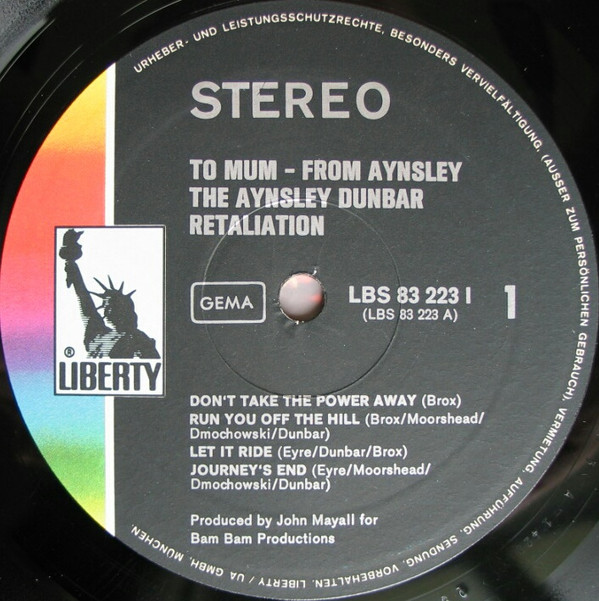 URHEBER- UND LEISTUNGSSCHUTZRECHTE, BESONDERS VERVIELFÄLTIGUNG, (AUSSER ZUM PERSÖNLICHEN GEBRAUCH), VERMIETUNG, AUFFÜHRUNG, SENDUNG, VORBEHALTEN. LIBERTY / UA GMBH, MÜNCHEN.
STEREO
TO MUM - FROM AYNSLEY
THE AYNSLEY DUNBAR
RETALIATION
GEMA
LBS 83 223 I
(LBS 83 223 A)
1
® LIBERTY
DON'T TAKE THE POWER AWAY (Brox)
RUN YOU OFF THE HILL (Brox/Moorshead/
Dmochowski/Dunbar)
LET IT RIDE (Eyre/Dunbar/Brox)
JOURNEY'S END (Eyre/Moorshead/
Dmochowski/Dunbar)
Produced by John Mayall for
Bam Bam Productions